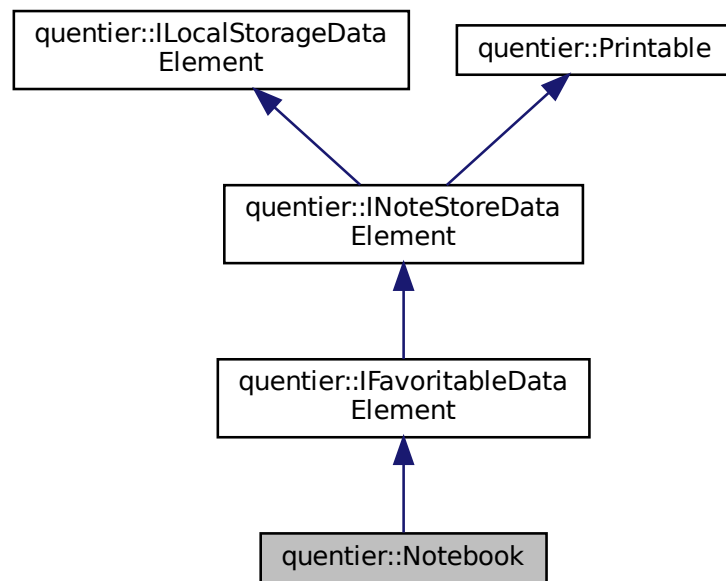 quentier::ILocalStorageData
Element
quentier::Printable
quentier::INoteStoreData
Element
quentier::IFavoritableData
Element
quentier::Notebook